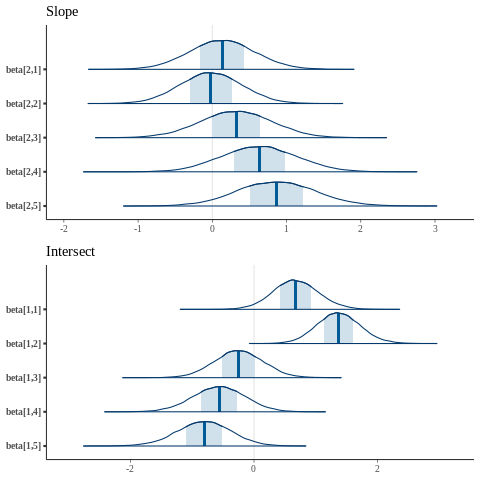 Slope
beta[2,1]
beta[2,2]
beta[2,3]
beta[2,4]
beta[2,5]
-2 -1 0 1 2 3
Intersect
beta[1,1]
beta[1,2]
beta[1,3]
beta[1,4]
beta[1,5]
-2 0 2